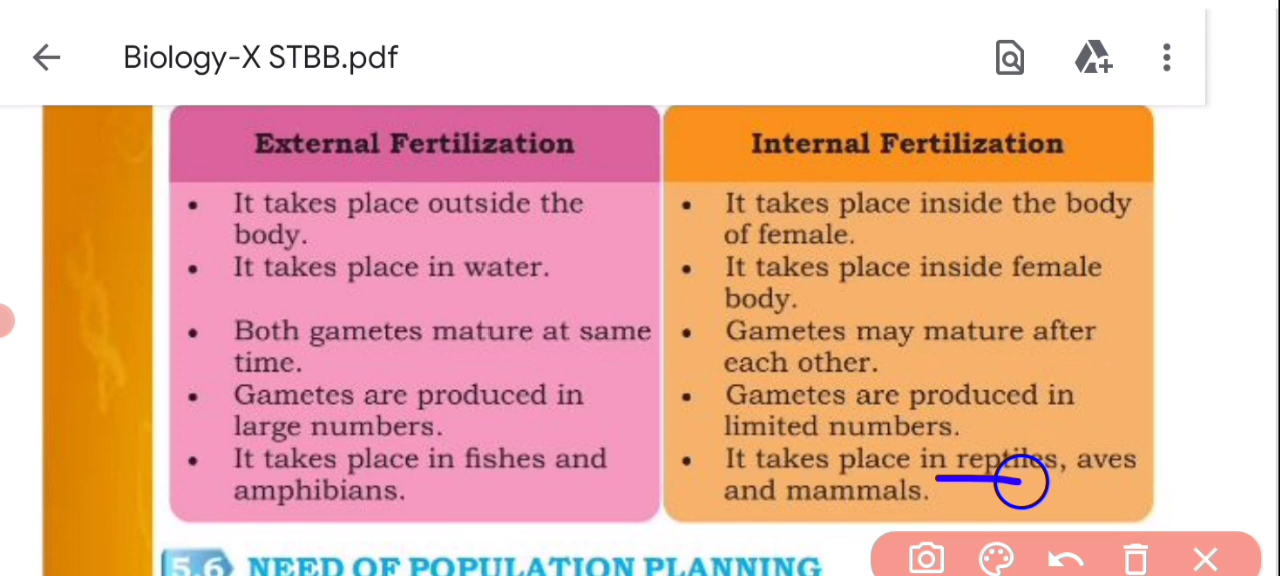 Biology-X STBB.pdf
External Fertilization
• It takes place outside the
body.
• It takes place in water.
• Both gametes mature at same
time.
• Gametes are produced in
large numbers.
• It takes place in fishes and
amphibians.
Internal Fertilization
• It takes place inside the body
of female.
• It takes place inside female
body.
• Gametes may mature after
each other.
• Gametes are produced in
limited numbers.
• It takes place in reptiles, aves
and mammals.
5.6 NEED OF POPULATION PLANNING